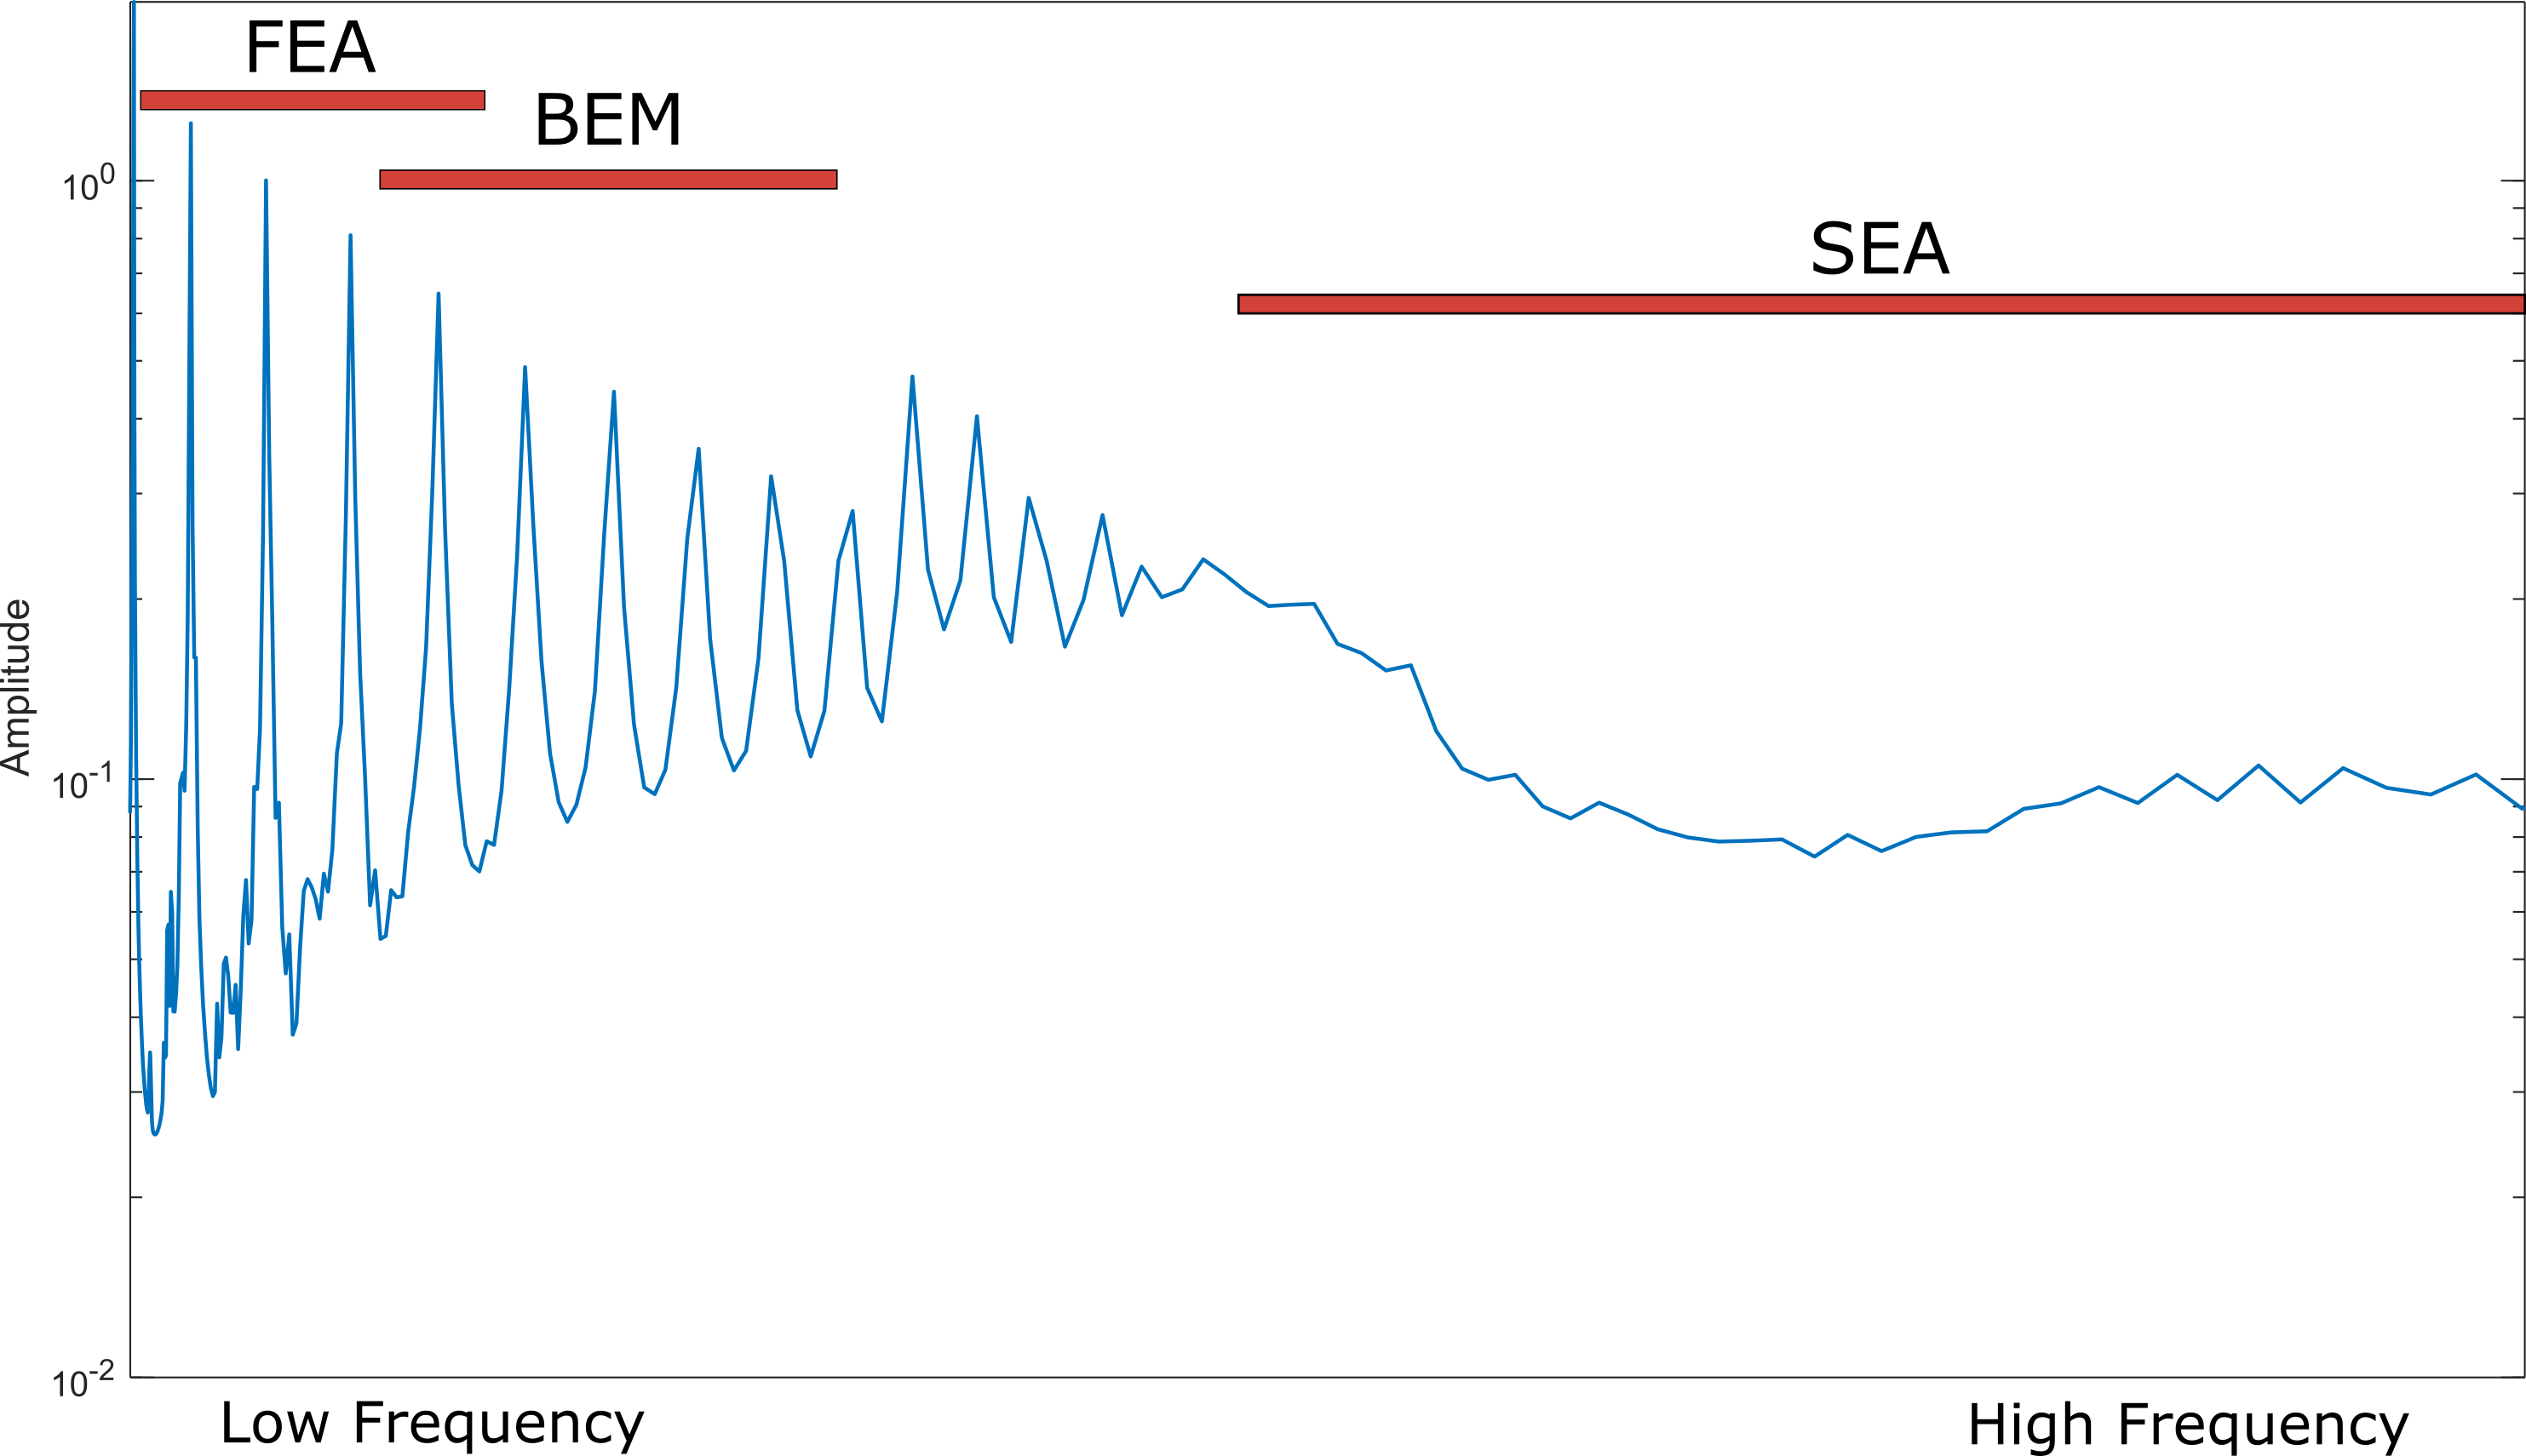 FEA
BEM
SEA
10^0
10^-1
10^-2
Amplitude
Low Frequency
High Frequency